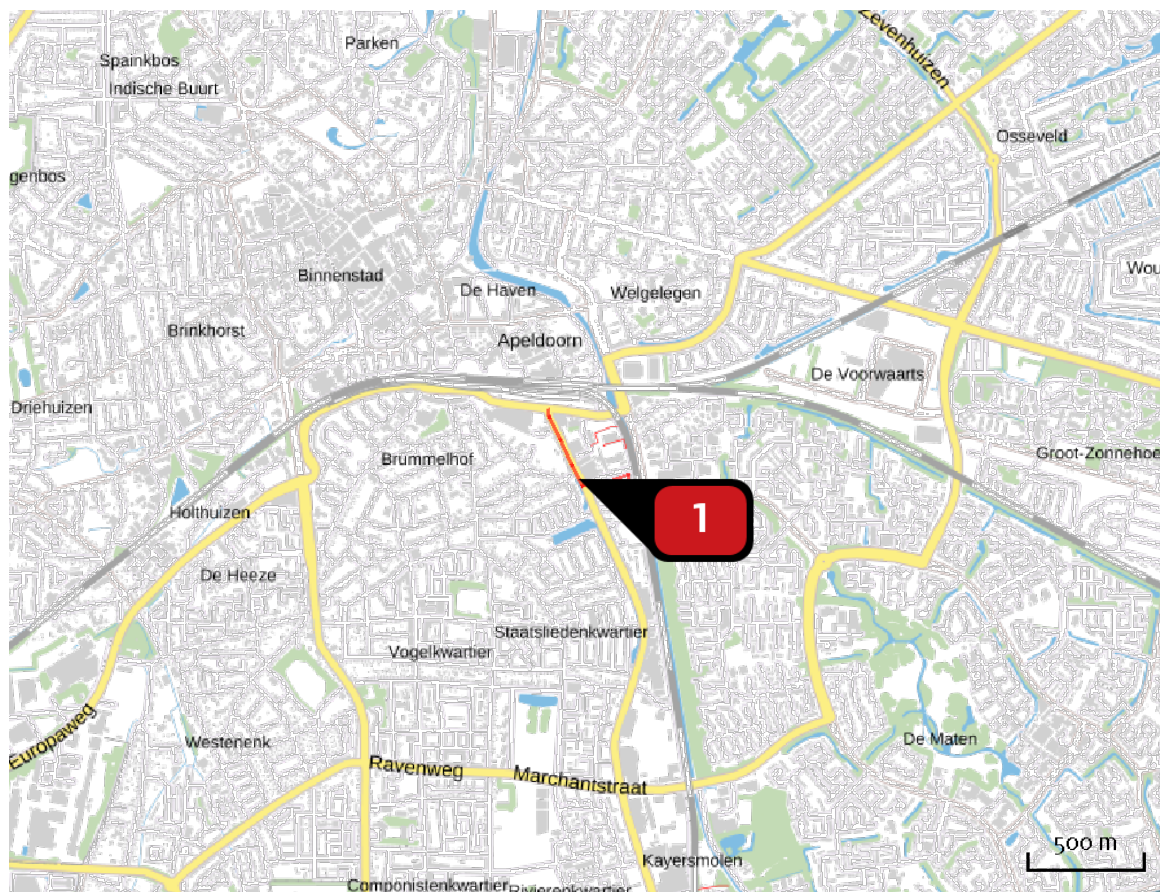 Zevenhuizen
Parken
Spainkbos
Indische Buurt
Osseveld
genbos
Wou
Binnenstad
De Haven
Welgelegen
Brinkhorst
Apeldoorn
De Voorwaarts
Driehuizen
Groot-Zonnehoe
Brummelhof
Holthuizen
1
De Heeze
Staatsliedenkwartier
Vogelkwartier
Europaweg
Westenenk
De Maten
Ravenweg
Marchantstraat
500 m
Kayersmolen
Componistenkwartier
Rivierenkwartier